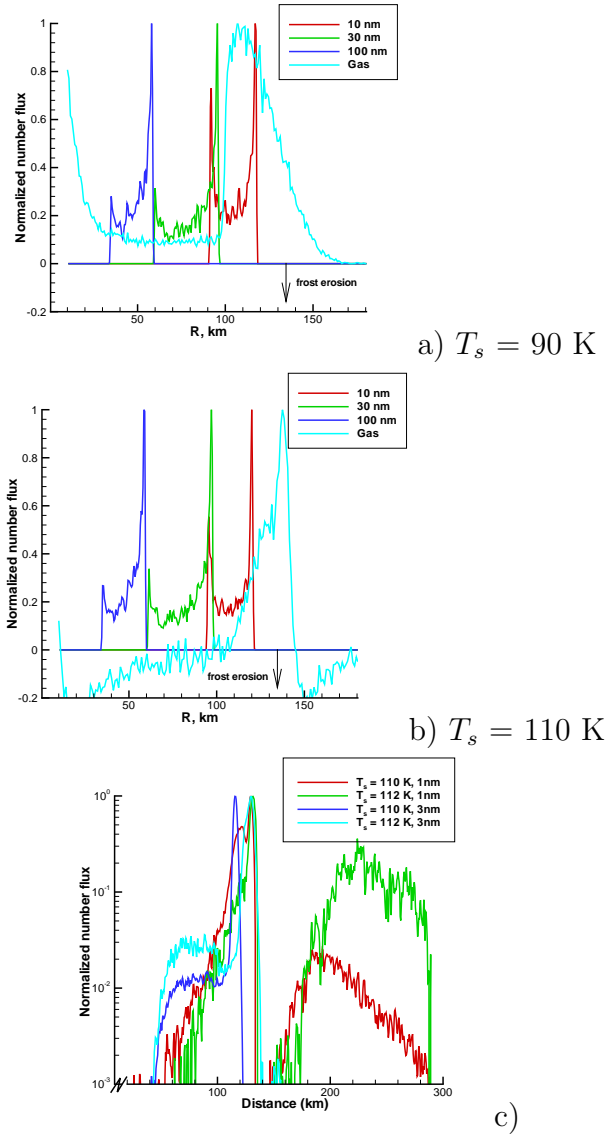 10 nm
30 nm
100 nm
Gas
Normalized number flux
1
0.8
0.6
0.4
0.2
0
-0.2
50
100
150
R, km
frost erosion
a) T_s = 90 K
10 nm
30 nm
100 nm
Gas
Normalized number flux
1
0.8
0.6
0.4
0.2
0
-0.2
50
100
150
R, km
frost erosion
b) T_s = 110 K
T_s = 110 K, 1nm
T_s = 112 K, 1nm
T_s = 110 K, 3nm
T_s = 112 K, 3nm
Normalized number flux
10^0
10^-1
10^-2
10^-3
100
200
300
Distance (km)
c)